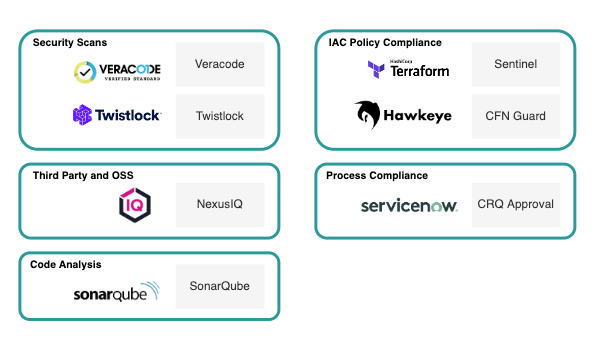 Security Scans
VERACODE
VERIFIED STANDARD
Veracode
Twistlock
Twistlock
Third Party and OSS
IQ
NexusIQ
Code Analysis
sonarqube
SonarQube
IAC Policy Compliance
HashiCorp
Terraform
Sentinel
Hawkeye
CFN Guard
Process Compliance
servicenow
CRQ Approval